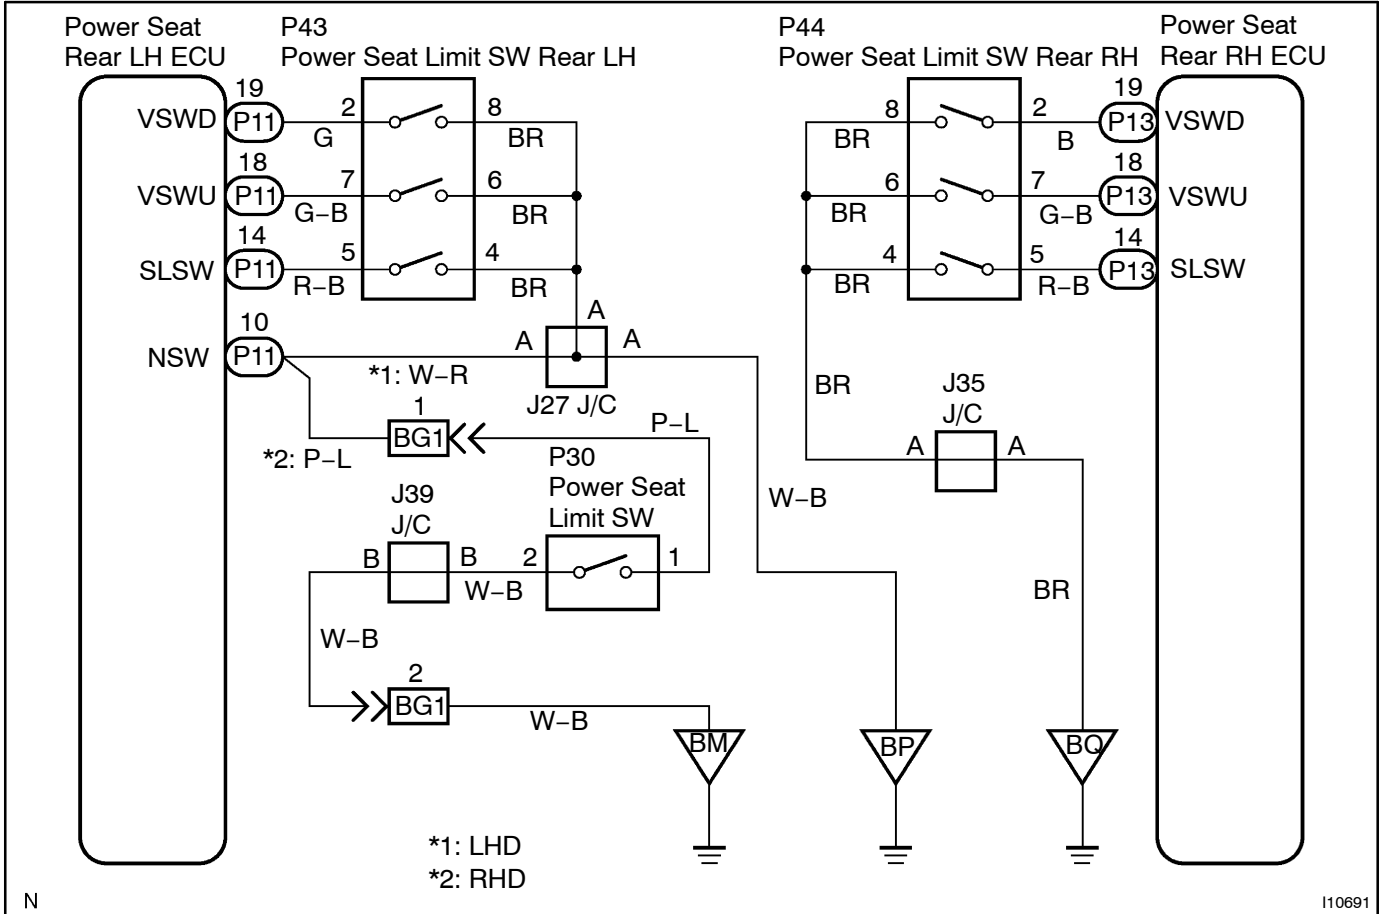 Power Seat
Rear LH ECU
P43
Power Seat Limit SW Rear LH
P44
Power Seat Limit SW Rear RH
Power Seat
Rear RH ECU
VSWD
19
P11
2
G
8
BR
8
BR
2
B
19
P13
VSWD
VSWU
18
P11
7
G−B
6
BR
6
BR
7
G−B
18
P13
VSWU
SLSW
14
P11
5
R−B
4
BR
4
BR
5
R−B
14
P13
SLSW
NSW
10
P11
*1: W−R
A
A
A
J27 J/C
BR
J35
J/C
A
A
1
BG1
*2: P−L
P−L
P30
Power Seat
Limit SW
W−B
J39
J/C
B
B
W−B
2
1
BR
W−B
2
BG1
W−B
BM
BP
BQ
*1: LHD
*2: RHD
N
I10691